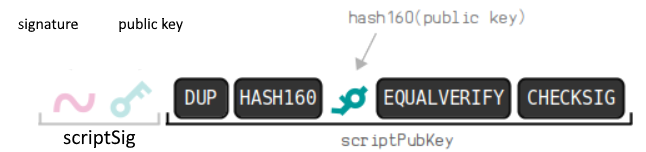 hash160(public key)
signature public key
DUP HASH160 EQUALVERIFY CHECKSIG
scriptSig
scriptPubKey